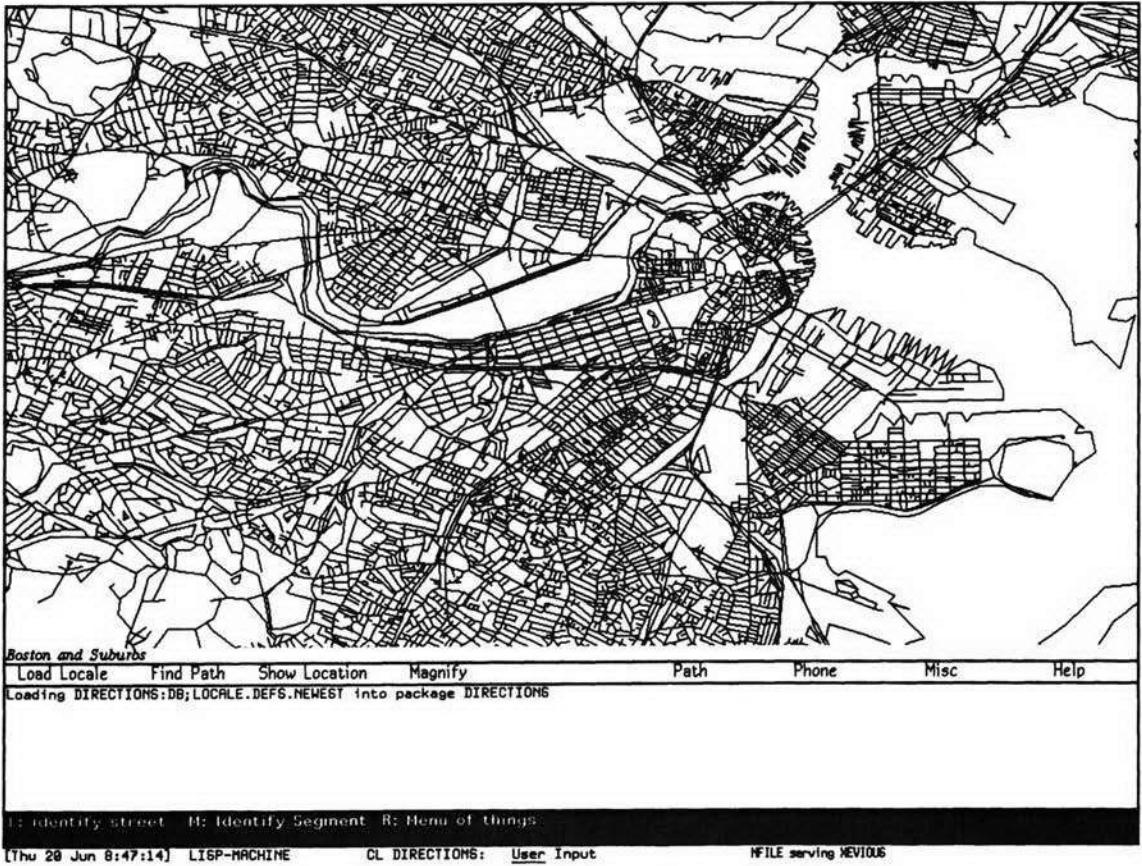 Boston and Suburbs
Load Locale Find Path Show Location Magnify Path Phone Misc Help
Loading DIRECTIONS:DB;LOCALE.DEFS.NEWEST into package DIRECTIONS
L: identify street M: Identify Segment R: Menu of things
[Thu 20 Jun 8:47:14] LISP-MACHINE CL DIRECTIONS: User Input NFILE serving MEVIOUS